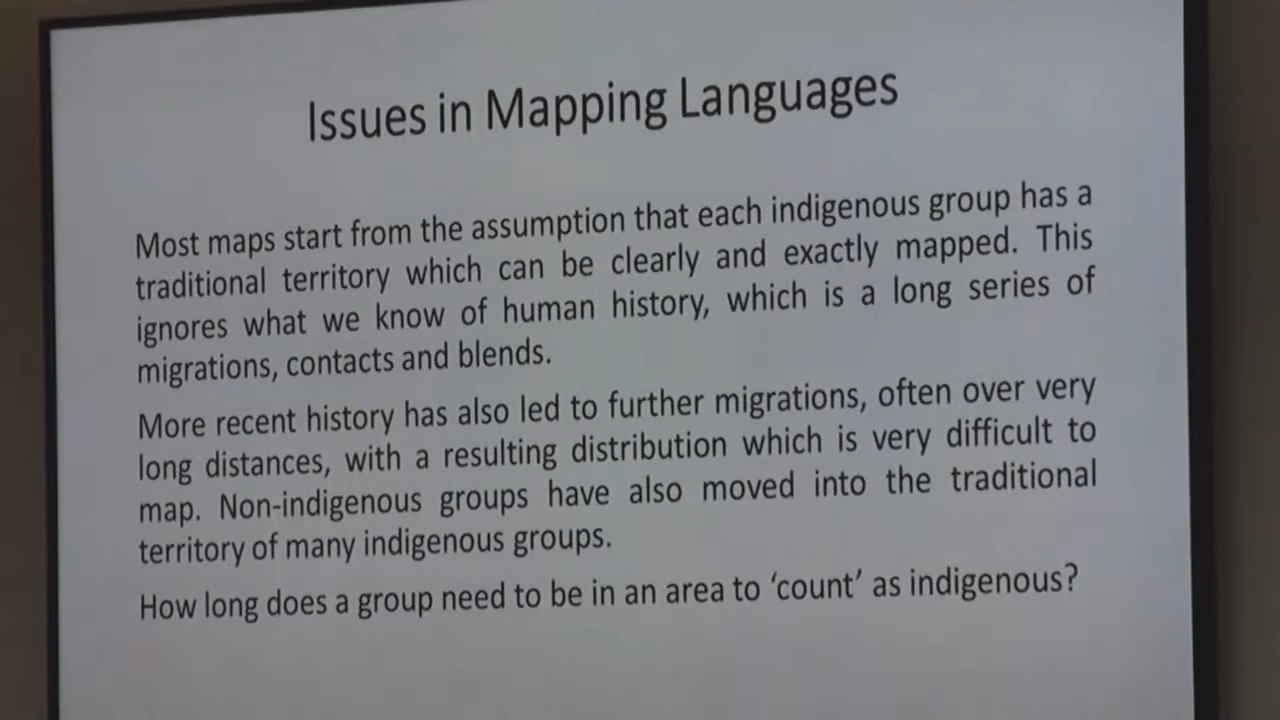 Issues in Mapping Languages
Most maps start from the assumption that each indigenous group has a
traditional territory which can be clearly and exactly mapped. This
ignores what we know of human history, which is a long series of
migrations, contacts and blends.
More recent history has also led to further migrations, often over very
long distances, with a resulting distribution which is very difficult to
map. Non-indigenous groups have also moved into the traditional
territory of many indigenous groups.
How long does a group need to be in an area to ‘count’ as indigenous?